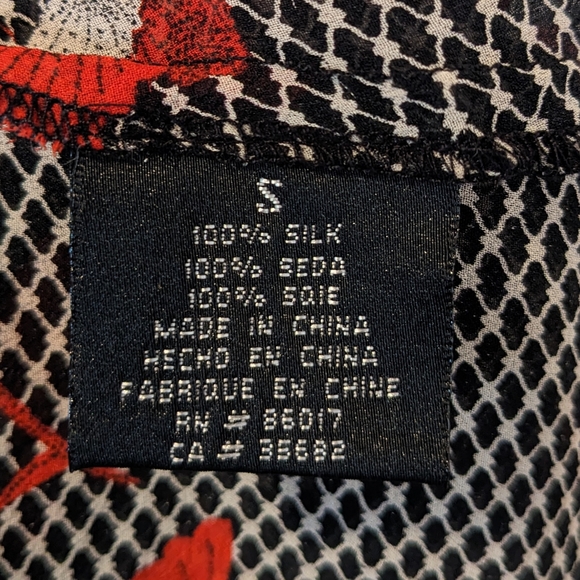 S
100% SILK
100% SEDA
100% SOIE
MADE IN CHINA
HECHO EN CHINA
FABRIQUE EN CHINE
RN # 86017
CA # 35682